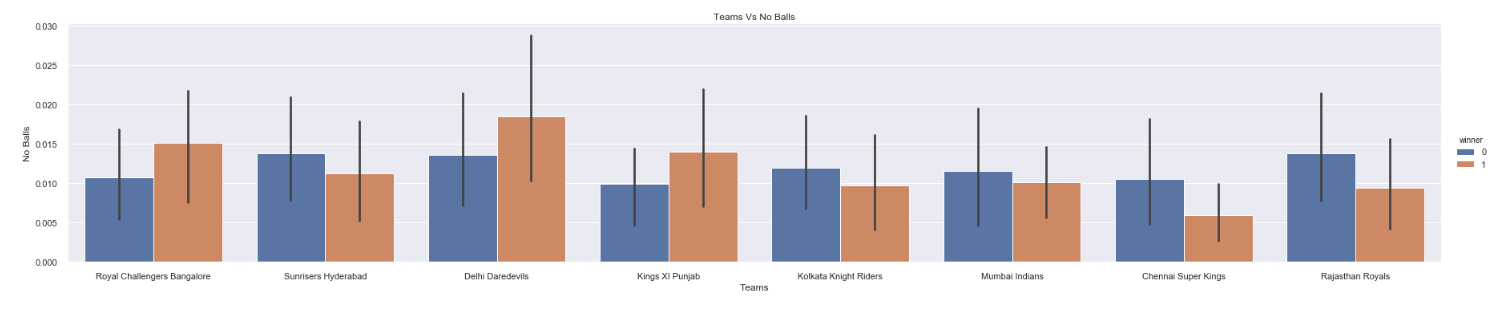 Teams Vs No Balls
0.030
0.025
0.020
0.015
0.010
0.005
0.000
No Balls
Royal Challengers Bangalore
Sunrisers Hyderabad
Delhi Daredevils
Kings XI Punjab
Kolkata Knight Riders
Mumbai Indians
Chennai Super Kings
Rajasthan Royals
Teams
winner
0
1